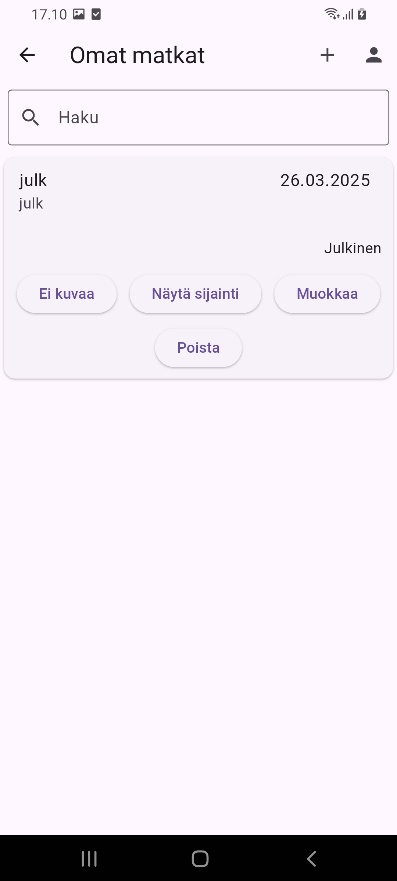 17.10
Omat matkat
Haku
julk 26.03.2025
julk
Julkinen
Ei kuvaa Näytä sijainti Muokkaa
Poista